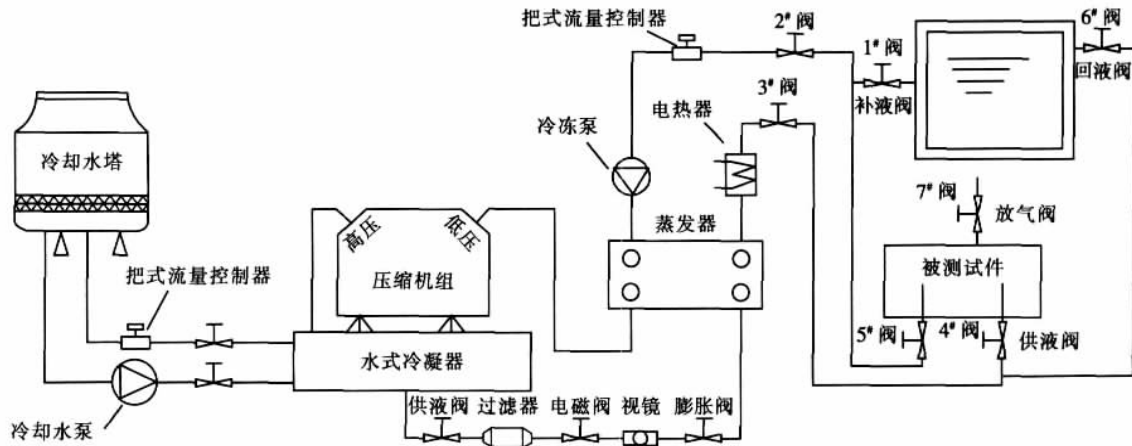 把式流量控制器
2# 阀
6# 阀
1# 阀
3# 阀
回液阀
补液阀
电热器
冷冻泵
冷却水塔
7# 阀
放气阀
蒸发器
高压
低压
被测试件
把式流量控制器
压缩机组
5# 阀
4# 阀
供液阀
水式冷凝器
供液阀
过滤器
电磁阀
视镜
膨胀阀
冷却水泵